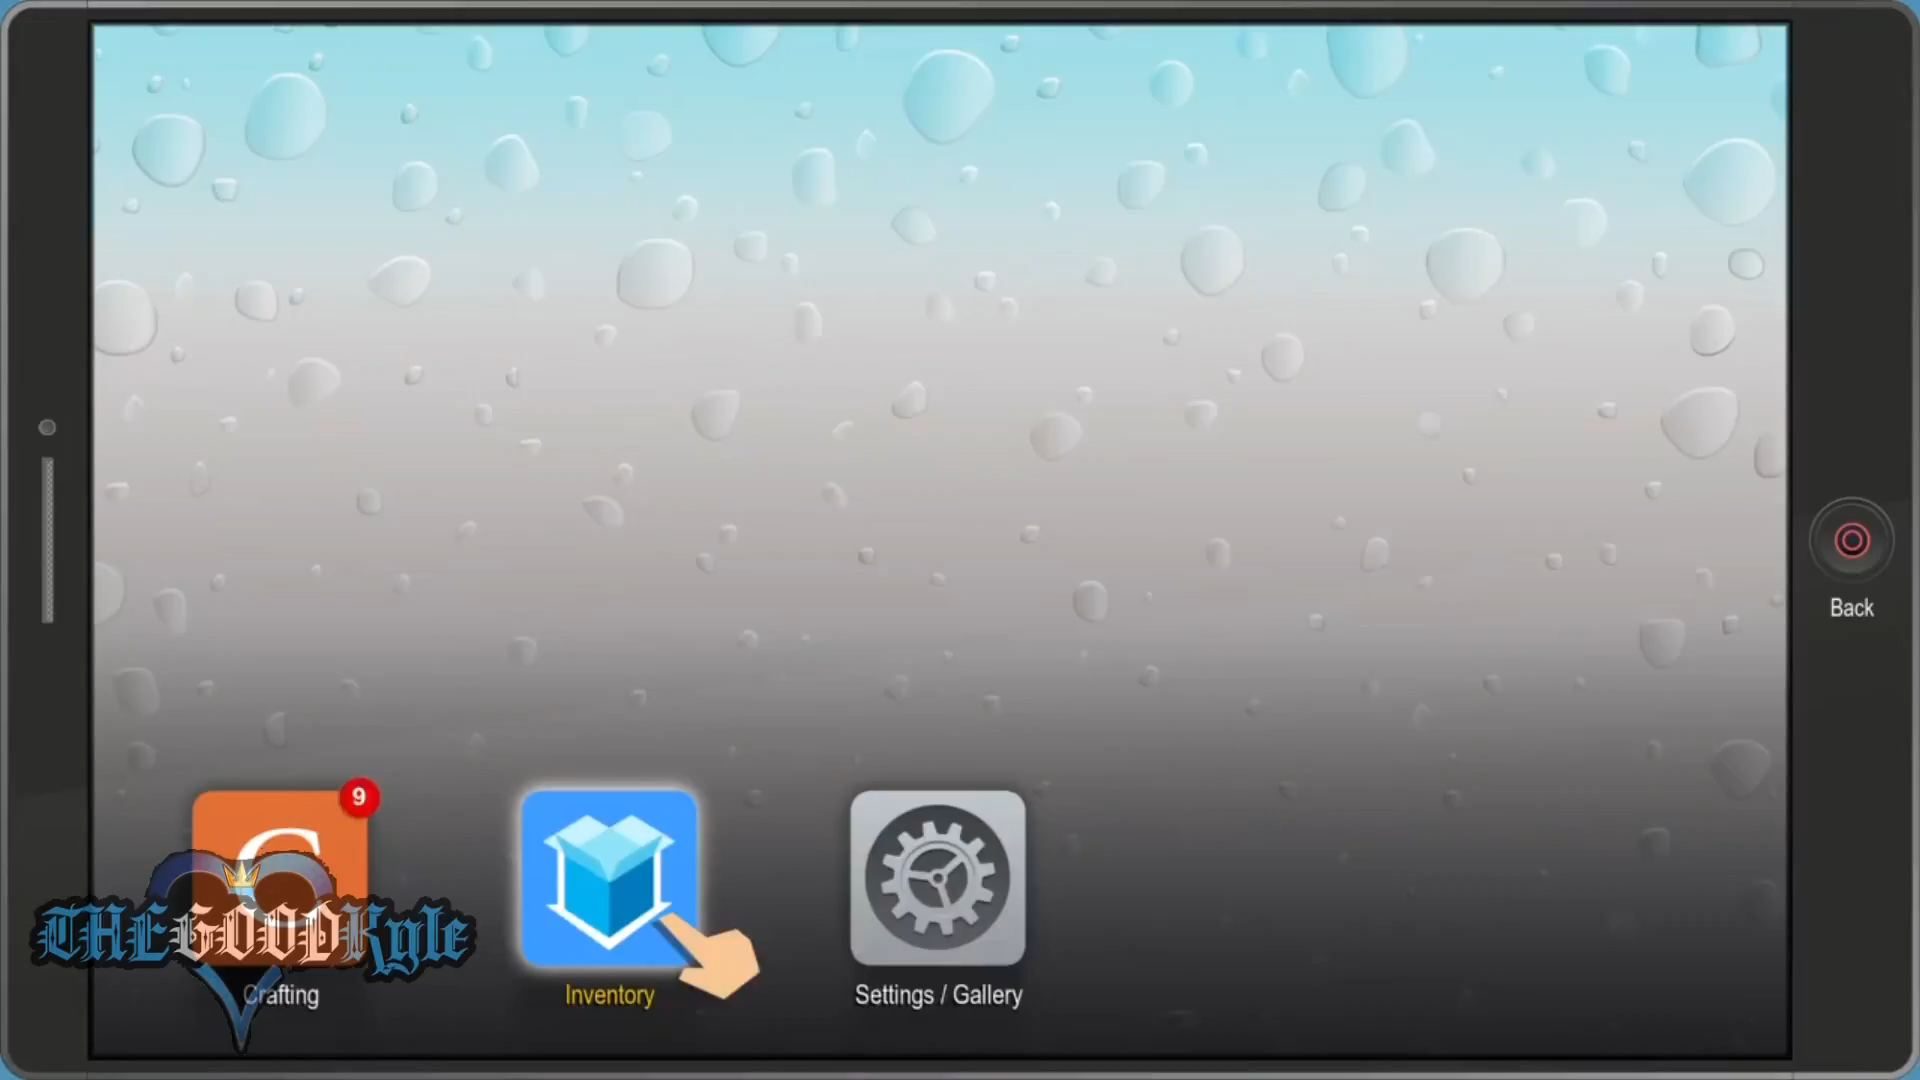 Back
9
C
THEGOODKyle
Crafting
Inventory
Settings / Gallery